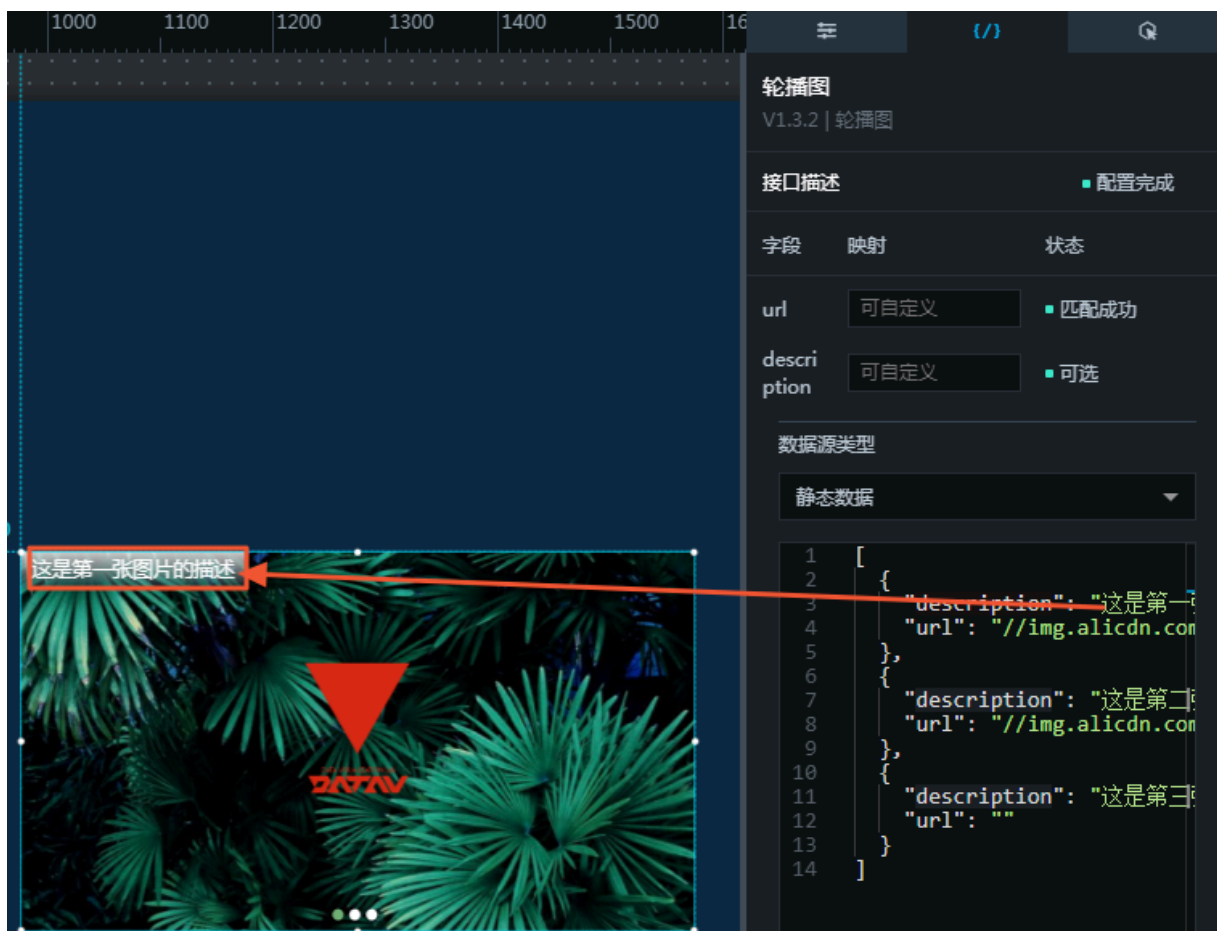 1000 1100 1200 1300 1400 1500 16
{/}
轮播图
V1.3.2 | 轮播图
接口描述 配置完成
字段 映射 状态
url 可自定义 匹配成功
descri
ption 可自定义 可选
数据源类型
静态数据
这是第一张图片的描述
DATAV
1 [
2 {
3 "description": "这是第一
4 "url": "//img.alicdn.com
5 },
6 {
7 "description": "这是第二
8 "url": "//img.alicdn.com
9 },
10 {
11 "description": "这是第三
12 "url": ""
13 }
14 ]